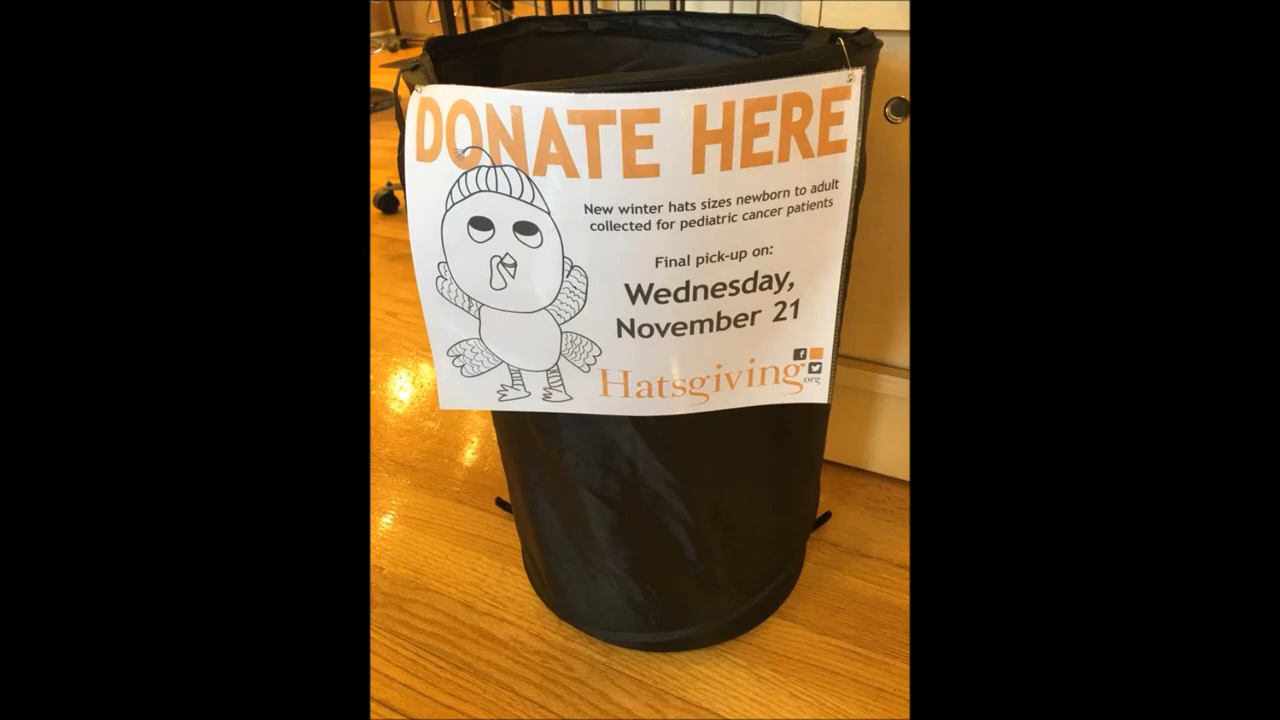 DONATE HERE
New winter hats sizes newborn to adult
collected for pediatric cancer patients
Final pick-up on:
Wednesday,
November 21
Hatsgiving
.org